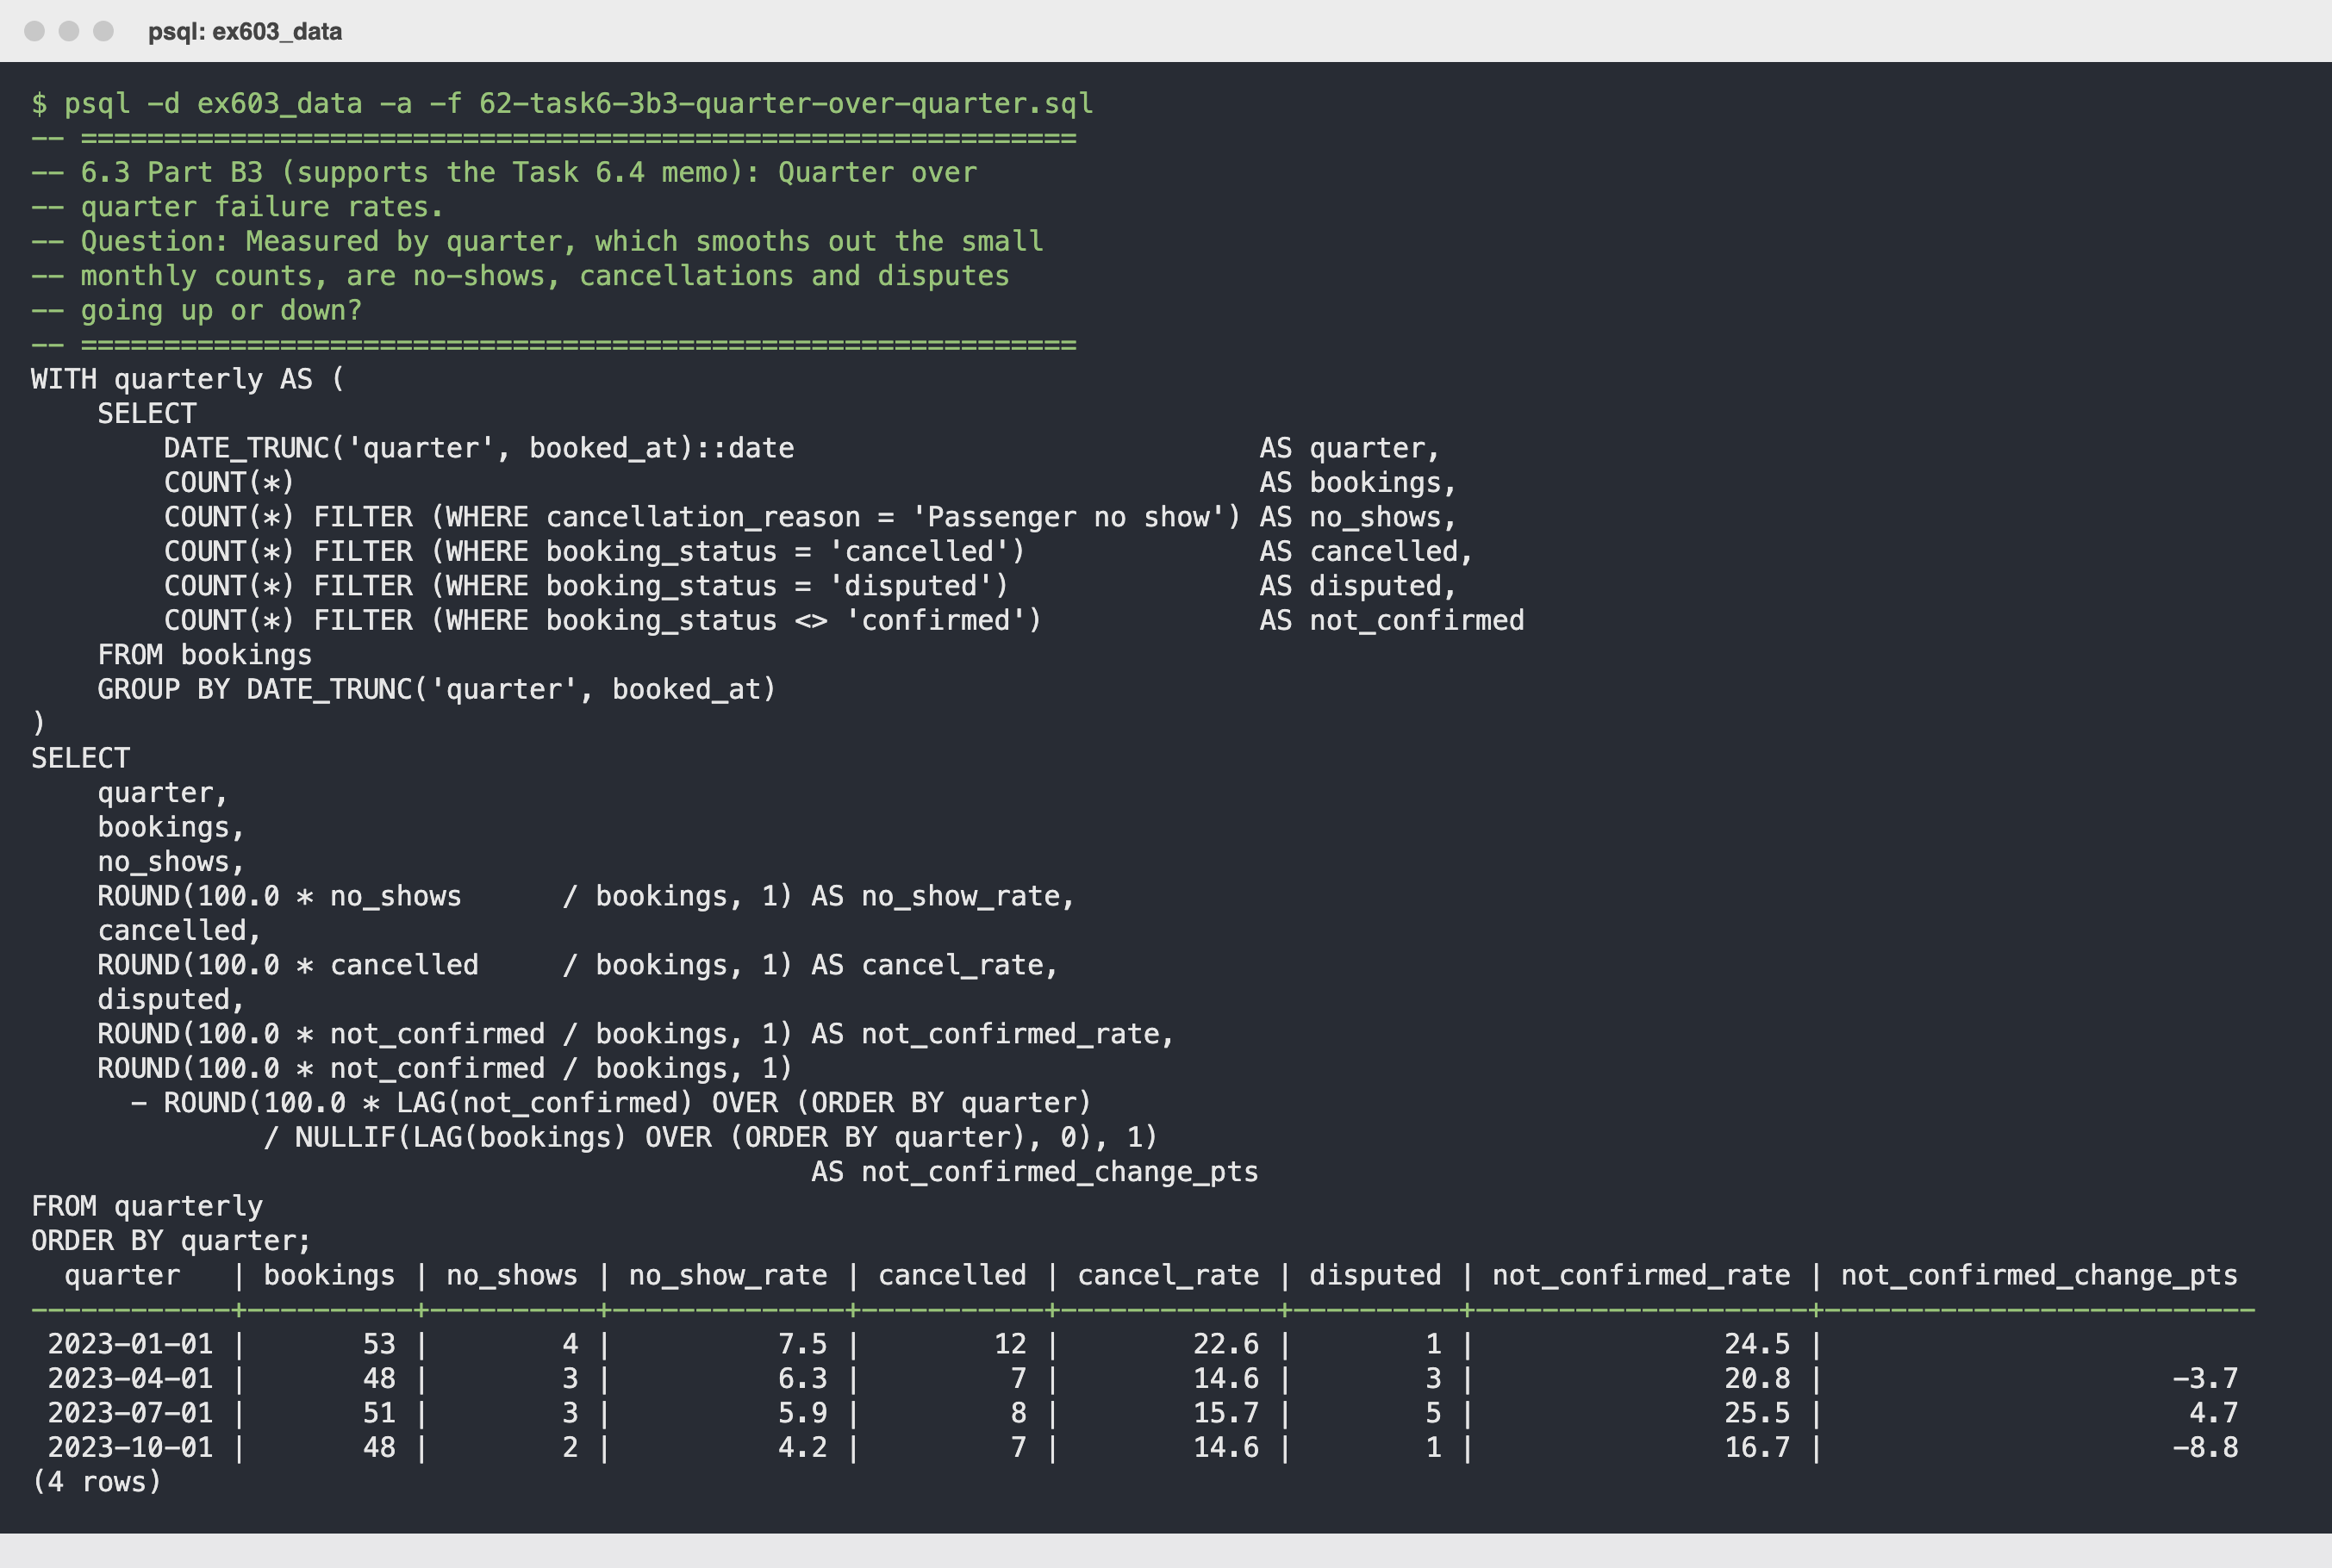 psql: ex603_data
$ psql -d ex603_data -a -f 62-task6-3b3-quarter-over-quarter.sql
-- ============================================================
-- 6.3 Part B3 (supports the Task 6.4 memo): Quarter over
-- quarter failure rates.
-- Question: Measured by quarter, which smooths out the small
-- monthly counts, are no-shows, cancellations and disputes
-- going up or down?
-- ============================================================
WITH quarterly AS (
    SELECT
        DATE_TRUNC('quarter', booked_at)::date                            AS quarter,
        COUNT(*)                                                          AS bookings,
        COUNT(*) FILTER (WHERE cancellation_reason = 'Passenger no show') AS no_shows,
        COUNT(*) FILTER (WHERE booking_status = 'cancelled')              AS cancelled,
        COUNT(*) FILTER (WHERE booking_status = 'disputed')               AS disputed,
        COUNT(*) FILTER (WHERE booking_status <> 'confirmed')             AS not_confirmed
    FROM bookings
    GROUP BY DATE_TRUNC('quarter', booked_at)
)
SELECT
    quarter,
    bookings,
    no_shows,
    ROUND(100.0 * no_shows      / bookings, 1) AS no_show_rate,
    cancelled,
    ROUND(100.0 * cancelled     / bookings, 1) AS cancel_rate,
    disputed,
    ROUND(100.0 * not_confirmed / bookings, 1) AS not_confirmed_rate,
    ROUND(100.0 * not_confirmed / bookings, 1)
      - ROUND(100.0 * LAG(not_confirmed) OVER (ORDER BY quarter)
              / NULLIF(LAG(bookings) OVER (ORDER BY quarter), 0), 1)
                                               AS not_confirmed_change_pts
FROM quarterly
ORDER BY quarter;
  quarter   | bookings | no_shows | no_show_rate | cancelled | cancel_rate | disputed | not_confirmed_rate | not_confirmed_change_pts
------------+----------+----------+--------------+-----------+-------------+----------+--------------------+--------------------------
 2023-01-01 |       53 |        4 |          7.5 |        12 |        22.6 |        1 |               24.5 |
 2023-04-01 |       48 |        3 |          6.3 |         7 |        14.6 |        3 |               20.8 |                     -3.7
 2023-07-01 |       51 |        3 |          5.9 |         8 |        15.7 |        5 |               25.5 |                      4.7
 2023-10-01 |       48 |        2 |          4.2 |         7 |        14.6 |        1 |               16.7 |                     -8.8
(4 rows)